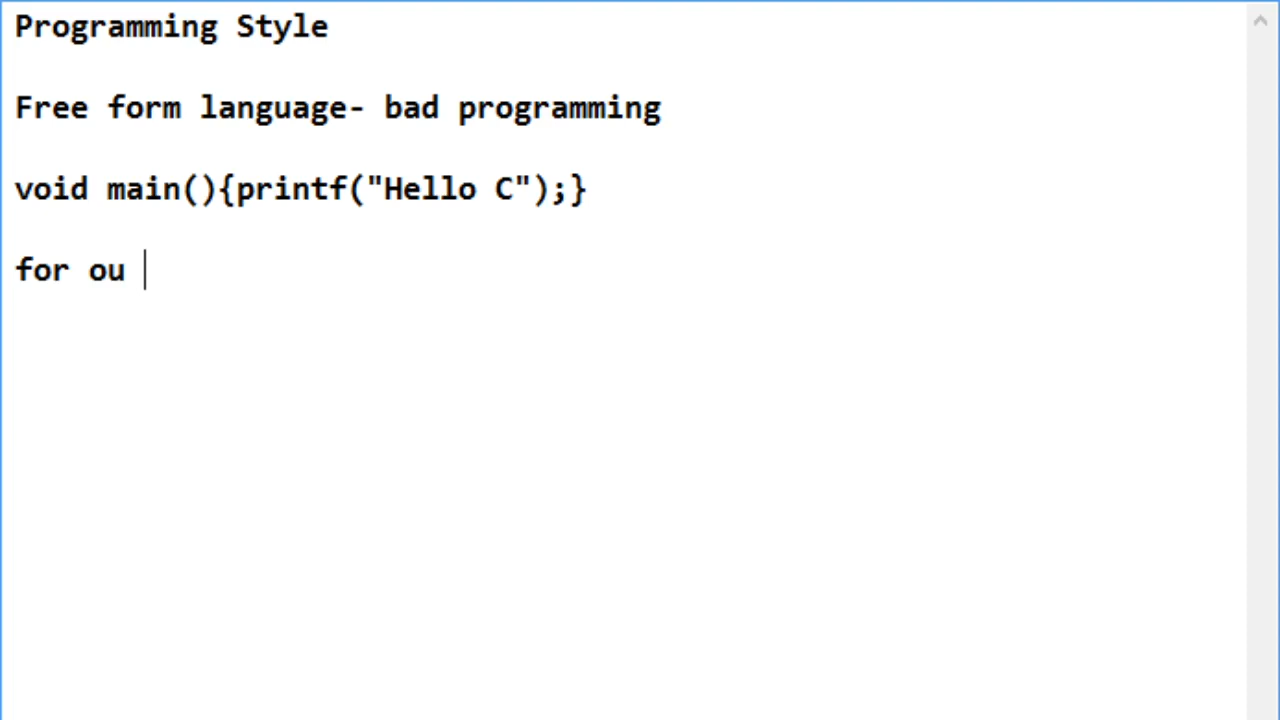 Programming Style
Free form language- bad programming
void main(){printf("Hello C");}
for ou